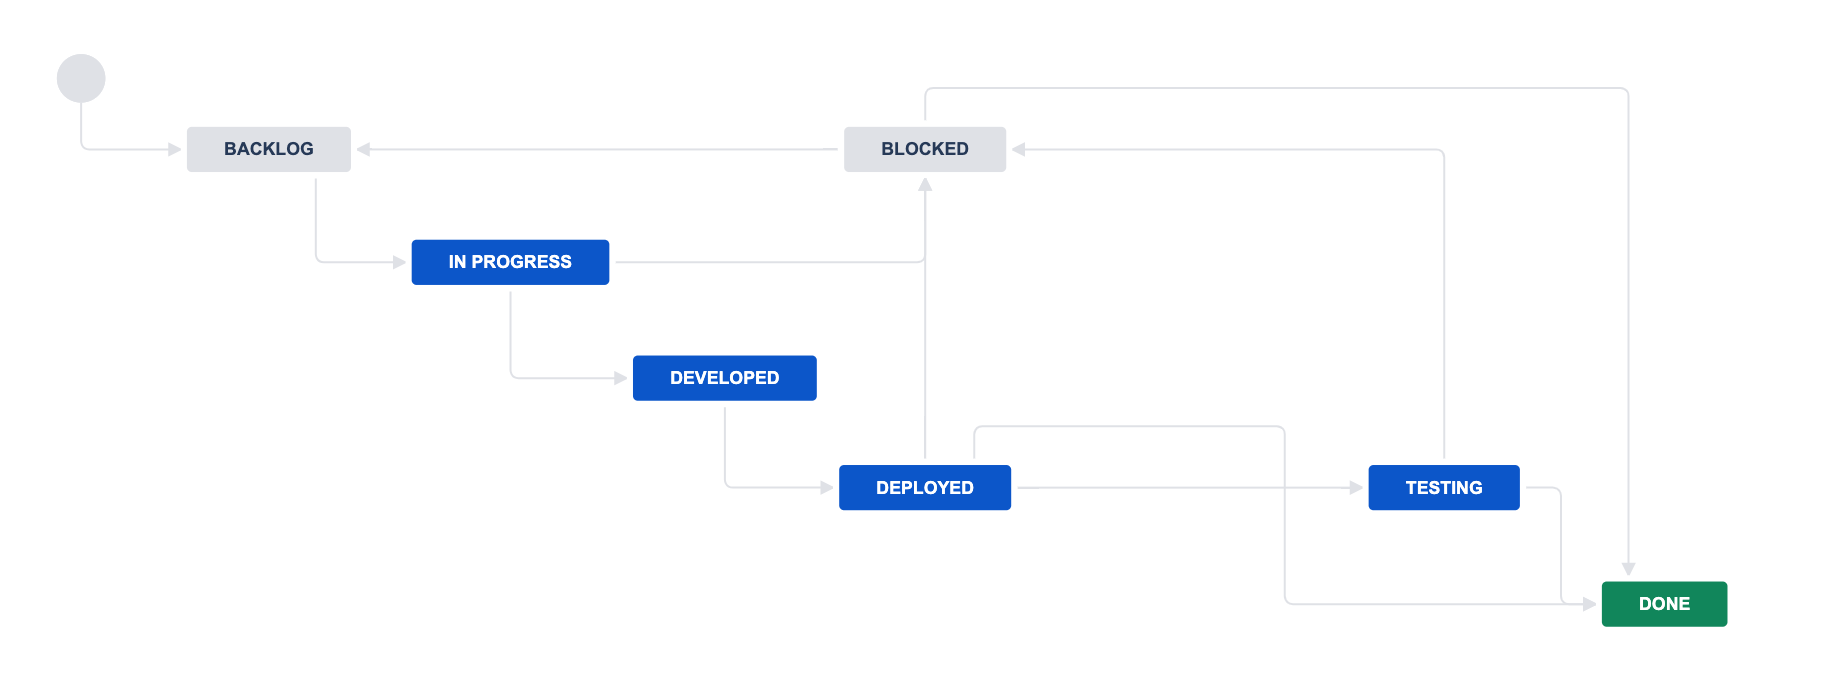 BACKLOG
BLOCKED
IN PROGRESS
DEVELOPED
DEPLOYED
TESTING
DONE